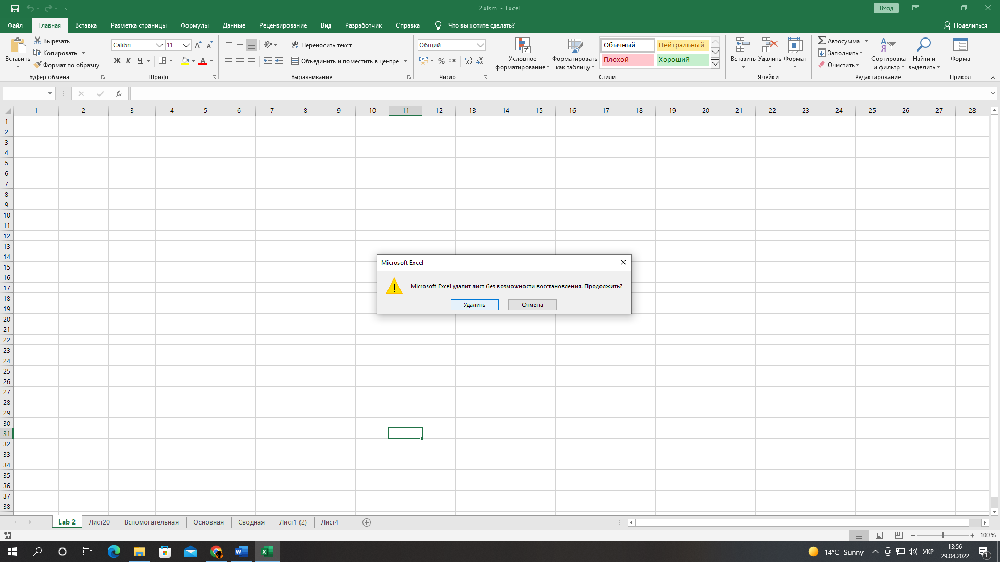 2.xlsm - Excel
Вход
Файл Главная Вставка Разметка страницы Формулы Данные Рецензирование Вид Разработчик Справка Что вы хотите сделать? Поделиться
Вставить
Вырезать
Копировать
Формат по образцу
Буфер обмена
Calibri 11
Ж К Ч
Шрифт
Переносить текст
Объединить и поместить в центре
Выравнивание
Общий
% 000
Число
Условное форматирование
Форматировать как таблицу
Обычный Нейтральный
Плохой Хороший
Стили
Вставить Удалить Формат
Ячейки
Автосумма
Заполнить
Очистить
Сортировка и фильтр
Найти и выделить
Редактирование
Форма
Прикол
fx
1 2 3 4 5 6 7 8 9 10 11 12 13 14 15 16 17 18 19 20 21 22 23 24 25 26 27 28
1
2
3
4
5
6
7
8
9
10
11
12
13
14
15
16
17
18
19
20
21
22
23
24
25
26
27
28
29
30
31
32
33
34
35
36
37
38
Microsoft Excel
Microsoft Excel удалит лист без возможности восстановления. Продолжить?
Удалить Отмена
Lab 2 Лист20 Вспомогательная Основная Сводная Лист1 (2) Лист4
100 %
14°C Sunny УКР 13:56
29.04.2022
1